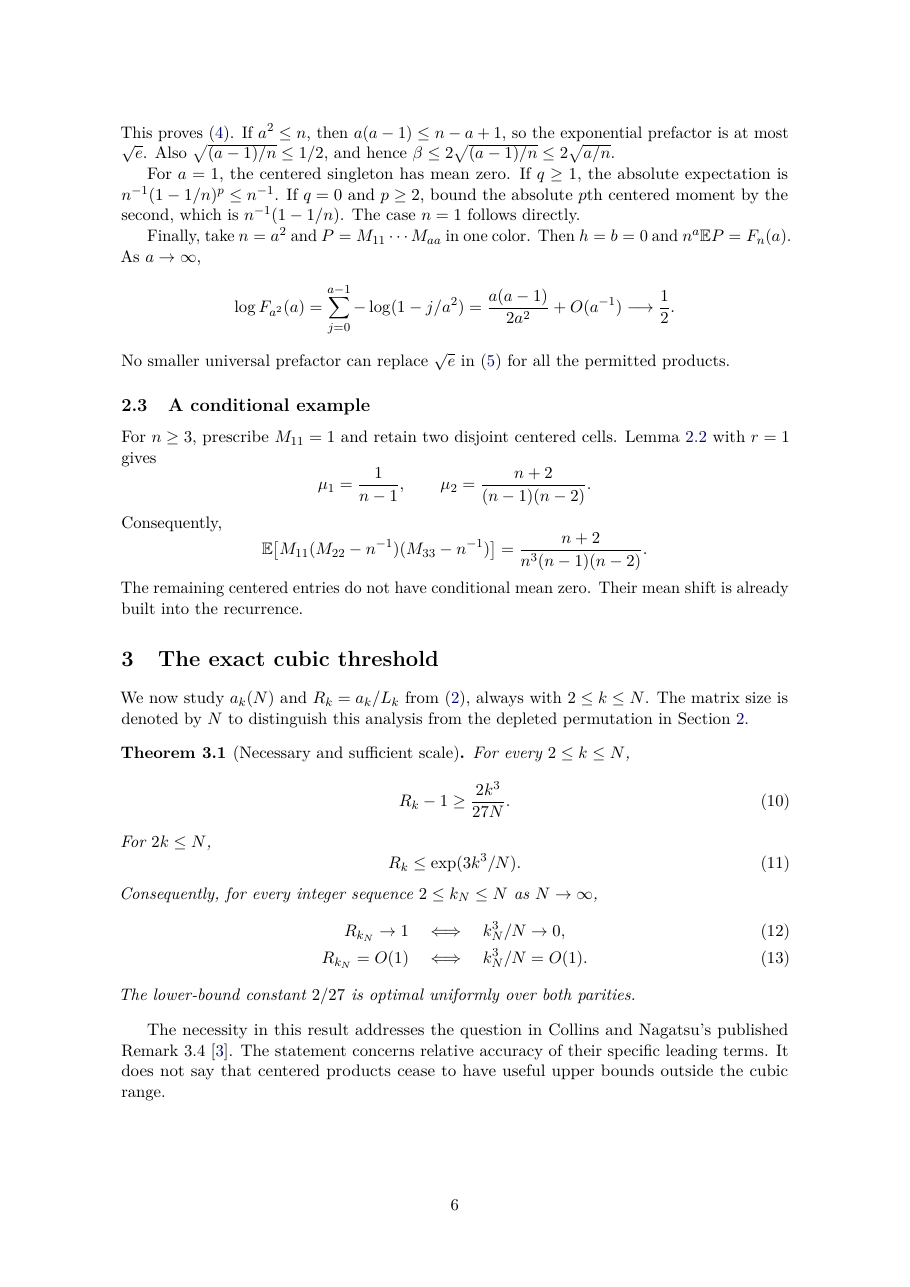 This proves (4). If a² ≤ n, then a(a − 1) ≤ n − a + 1, so the exponential prefactor is at most
√e. Also √((a − 1)/n) ≤ 1/2, and hence β ≤ 2√((a − 1)/n) ≤ 2√(a/n).
For a = 1, the centered singleton has mean zero. If q ≥ 1, the absolute expectation is
n⁻¹(1 − 1/n)ᵖ ≤ n⁻¹. If q = 0 and p ≥ 2, bound the absolute pth centered moment by the
second, which is n⁻¹(1 − 1/n). The case n = 1 follows directly.
Finally, take n = a² and P = M₁₁ ··· Mₐₐ in one color. Then h = b = 0 and nᵃ𝔼P = Fₙ(a).
As a → ∞,
log F_{a²}(a) = ∑_{j=0}^{a−1} − log(1 − j/a²) = a(a − 1)/(2a²) + O(a⁻¹) ⟶ 1/2.
No smaller universal prefactor can replace √e in (5) for all the permitted products.
2.3 A conditional example
For n ≥ 3, prescribe M₁₁ = 1 and retain two disjoint centered cells. Lemma 2.2 with r = 1
gives
μ₁ = 1/(n − 1), μ₂ = (n + 2)/((n − 1)(n − 2)).
Consequently,
𝔼[M₁₁(M₂₂ − n⁻¹)(M₃₃ − n⁻¹)] = (n + 2)/(n³(n − 1)(n − 2)).
The remaining centered entries do not have conditional mean zero. Their mean shift is already
built into the recurrence.
3 The exact cubic threshold
We now study aₖ(N) and Rₖ = aₖ/Lₖ from (2), always with 2 ≤ k ≤ N. The matrix size is
denoted by N to distinguish this analysis from the depleted permutation in Section 2.
Theorem 3.1 (Necessary and sufficient scale). For every 2 ≤ k ≤ N,
Rₖ − 1 ≥ 2k³/(27N). (10)
For 2k ≤ N,
Rₖ ≤ exp(3k³/N). (11)
Consequently, for every integer sequence 2 ≤ k_N ≤ N as N → ∞,
R_{k_N} → 1 ⟺ k_N³/N → 0, (12)
R_{k_N} = O(1) ⟺ k_N³/N = O(1). (13)
The lower-bound constant 2/27 is optimal uniformly over both parities.
The necessity in this result addresses the question in Collins and Nagatsu's published
Remark 3.4 [3]. The statement concerns relative accuracy of their specific leading terms. It
does not say that centered products cease to have useful upper bounds outside the cubic
range.
6